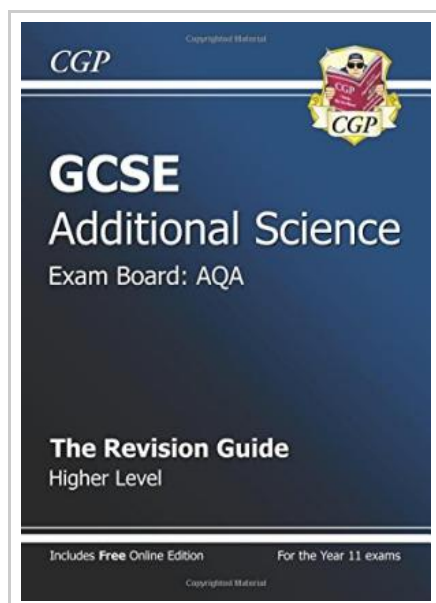 Copyrighted Material
CGP
CGP
CGP
GCSE
Additional Science
Exam Board: AQA
The Revision Guide
Higher Level
Includes Free Online Edition
For the Year 11 exams
Copyrighted Material